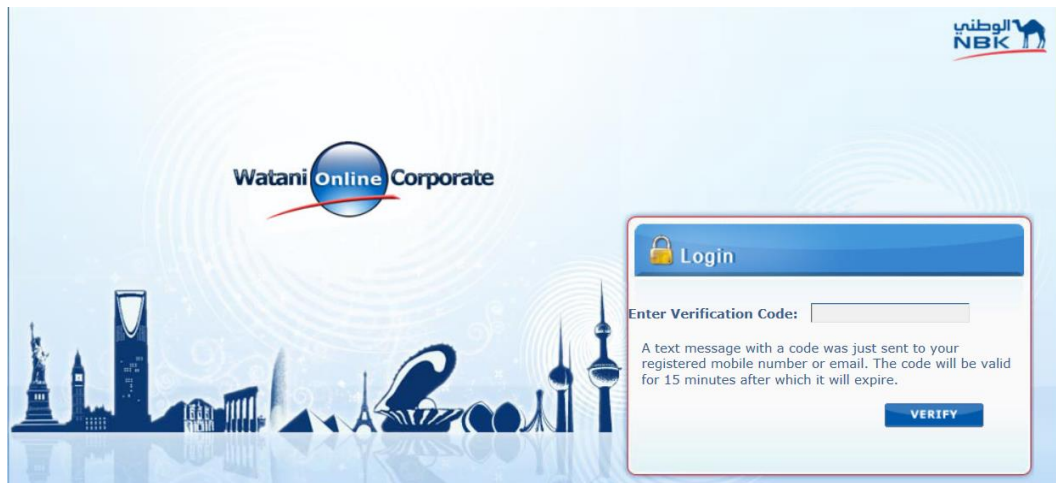 الوطني
NBK
Watani Online Corporate
Login
Enter Verification Code:
A text message with a code was just sent to your
registered mobile number or email. The code will be valid
for 15 minutes after which it will expire.
VERIFY